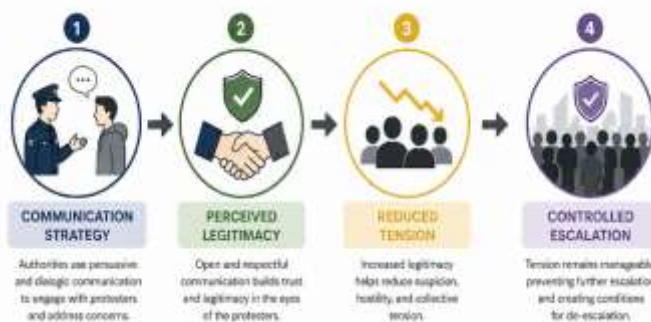 1
COMMUNICATION
STRATEGY
Authorities use persuasive
and dialogic communication
to engage with protesters
and address concerns.
2
PERCEIVED
LEGITIMACY
Open and respectful
communication builds trust
and legitimacy in the eyes
of the protesters.
3
REDUCED
TENSION
Increased legitimacy
helps reduce suspicion,
hostility, and collective
tension.
4
CONTROLLED
ESCALATION
Tension remains manageable,
preventing further escalation
and creating conditions
for de-escalation.